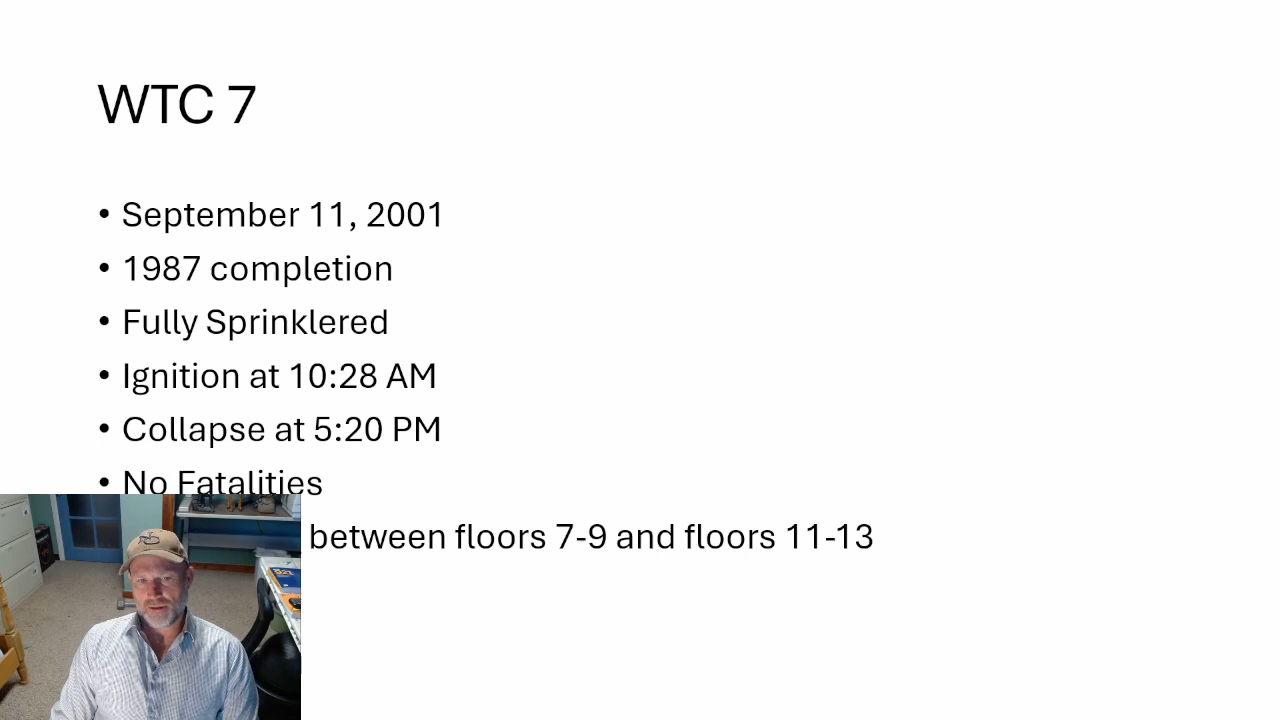 WTC 7
• September 11, 2001
• 1987 completion
• Fully Sprinklered
• Ignition at 10:28 AM
• Collapse at 5:20 PM
• No Fatalities
between floors 7-9 and floors 11-13